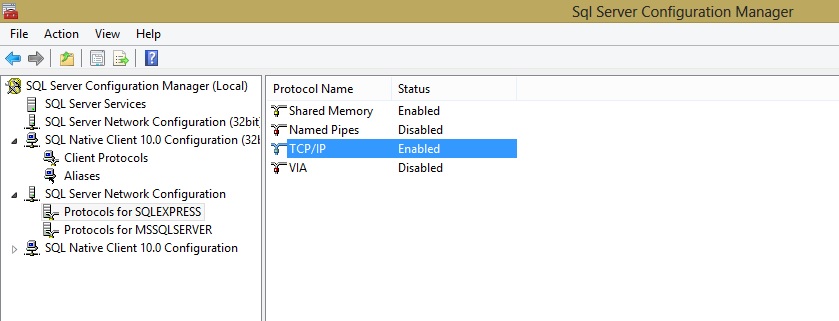 Sql Server Configuration Manager
File Action View Help
SQL Server Configuration Manager (Local)
SQL Server Services
SQL Server Network Configuration (32bit
SQL Native Client 10.0 Configuration (32b
Client Protocols
Aliases
SQL Server Network Configuration
Protocols for SQLEXPRESS
Protocols for MSSQLSERVER
SQL Native Client 10.0 Configuration
Protocol Name Status
Shared Memory Enabled
Named Pipes Disabled
TCP/IP Enabled
VIA Disabled